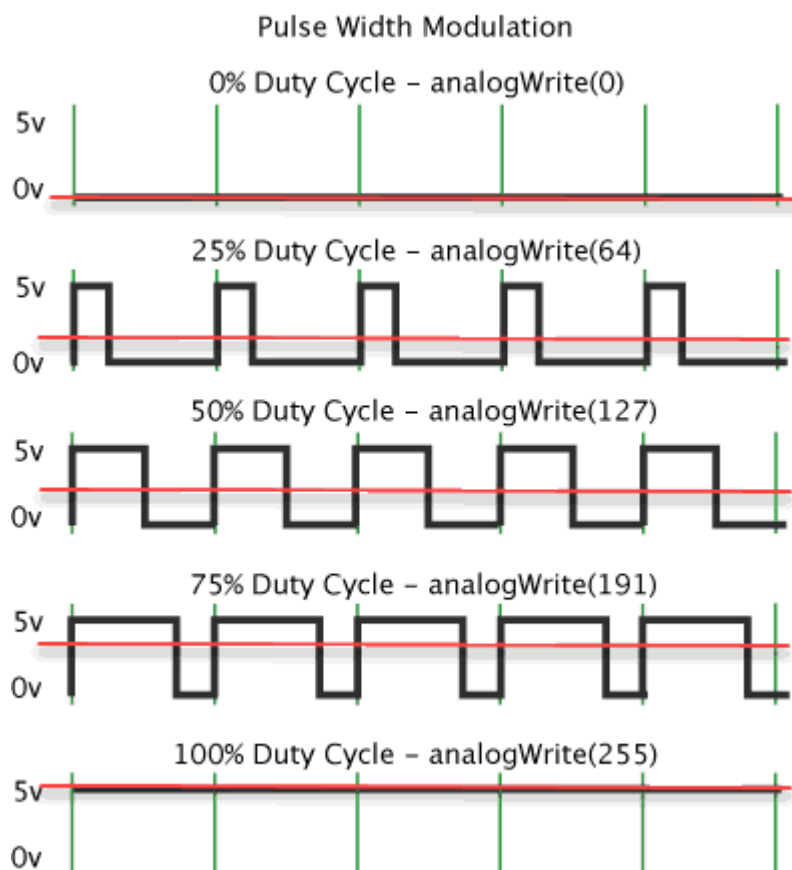 Pulse Width Modulation
0% Duty Cycle – analogWrite(0)
5v
0v
25% Duty Cycle – analogWrite(64)
5v
0v
50% Duty Cycle – analogWrite(127)
5v
0v
75% Duty Cycle – analogWrite(191)
5v
0v
100% Duty Cycle – analogWrite(255)
5v
0v